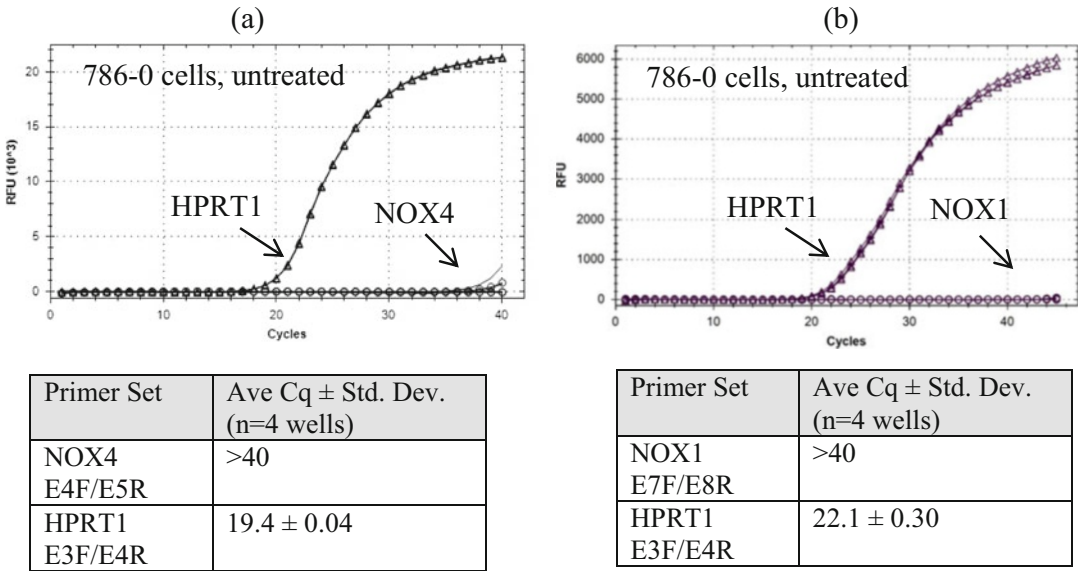 (a)
(b)
786-0 cells, untreated
HPRT1
NOX4
RFU (10^3)
20
15
10
5
0
0
10
20
30
40
Cycles
786-0 cells, untreated
HPRT1
NOX1
RFU
6000
5000
4000
3000
2000
1000
0
0
10
20
30
40
Cycles
Primer Set
Ave Cq ± Std. Dev.
(n=4 wells)
NOX4
E4F/E5R
>40
HPRT1
E3F/E4R
19.4 ± 0.04
Primer Set
Ave Cq ± Std. Dev.
(n=4 wells)
NOX1
E7F/E8R
>40
HPRT1
E3F/E4R
22.1 ± 0.30